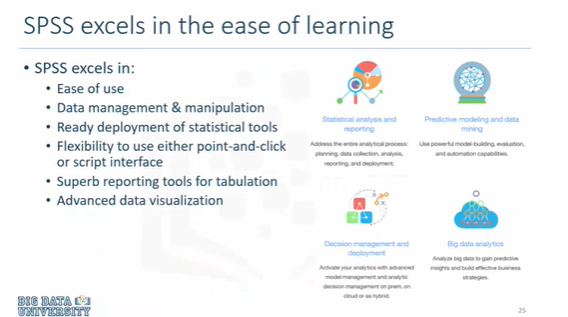 SPSS excels in the ease of learning
• SPSS excels in:
• Ease of use
• Data management & manipulation
• Ready deployment of statistical tools
• Flexibility to use either point-and-click
or script interface
• Superb reporting tools for tabulation
• Advanced data visualization
Statistical analysis and
reporting
Address the entire analytical process:
planning, data collection, analysis,
reporting, and deployment.
Predictive modeling and data
mining
Use powerful model-building, evaluation,
and automation capabilities.
Decision management and
deployment
Activate your analytics with advanced
model management and analytic
decision management on prem, on
cloud or as hybrid.
Big data analytics
Analyze big data to gain predictive
insights and build effective business
strategies.
BIG DATA
UNIVERSITY
25